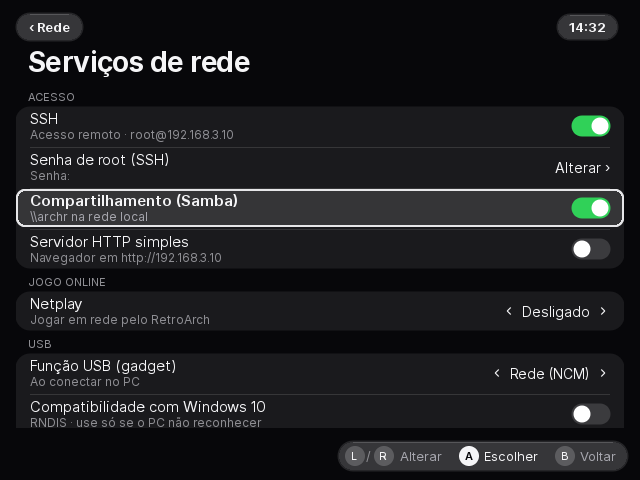 ‹ Rede
14:32
Serviços de rede
ACESSO
SSH
Acesso remoto · root@192.168.3.10
Senha de root (SSH)
Senha:
Alterar ›
Compartilhamento (Samba)
\\archr na rede local
Servidor HTTP simples
Navegador em http://192.168.3.10
JOGO ONLINE
Netplay
Jogar em rede pelo RetroArch
‹ Desligado ›
USB
Função USB (gadget)
Ao conectar no PC
‹ Rede (NCM) ›
Compatibilidade com Windows 10
RNDIS · use só se o PC não reconhecer
L / R Alterar A Escolher B Voltar